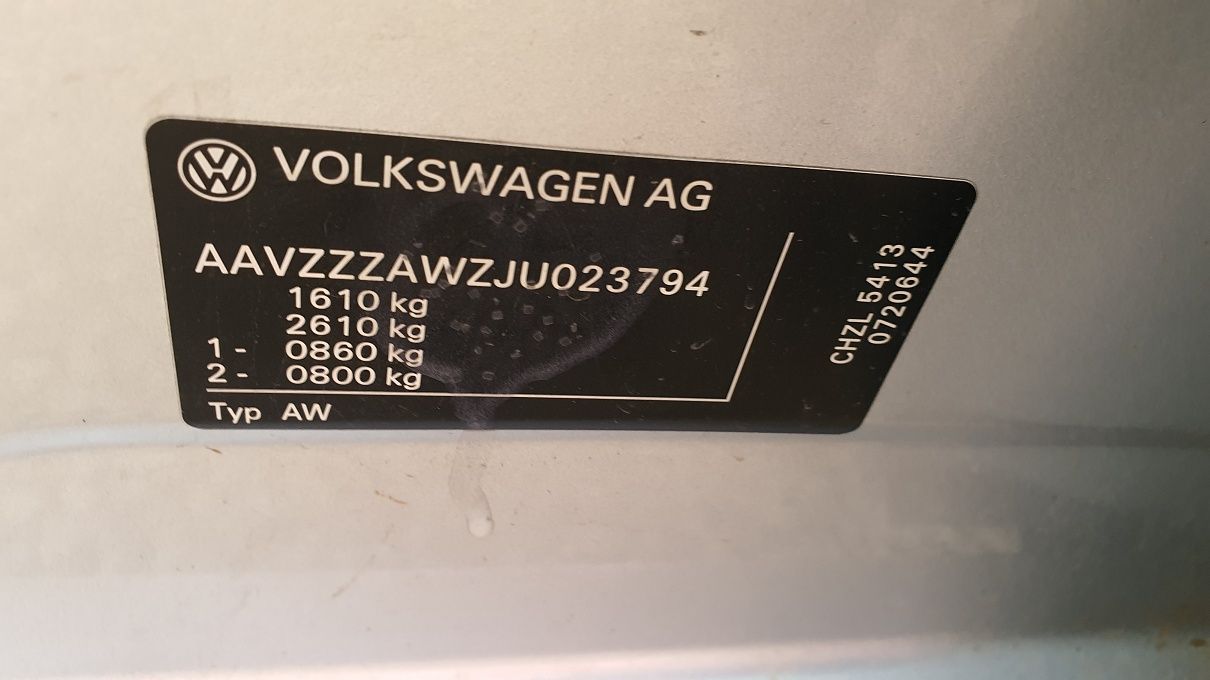 VOLKSWAGEN AG
AAVZZZAWZJU023794
1610 kg
2610 kg
1 - 0860 kg
2 - 0800 kg
Typ AW
CHZL 5413
0720644